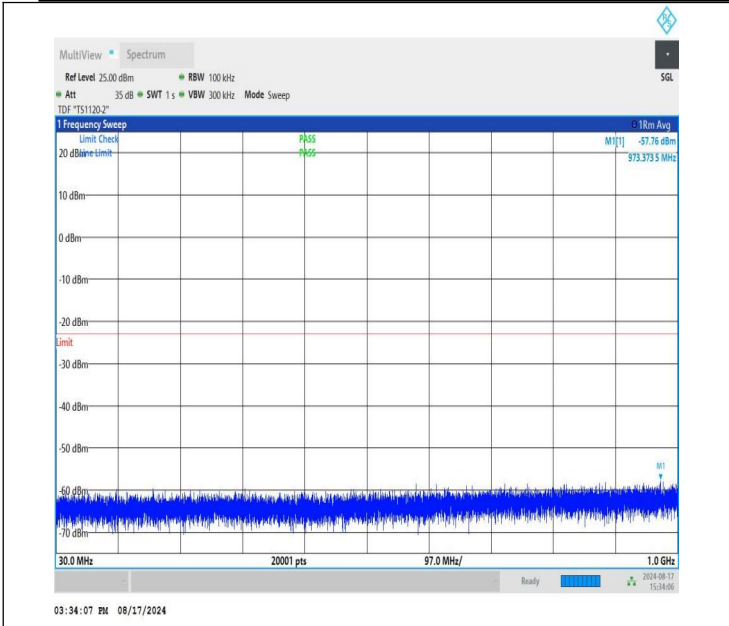 R S
MultiView Spectrum
Ref Level 25.00 dBm RBW 100 kHz SGL
Att 35 dB SWT 1 s VBW 300 kHz Mode Sweep
TDF "TS1120-2"
1 Frequency Sweep 1Rm Avg
Limit Check PASS M1[1] -57.76 dBm
20 dBm Line Limit PASS 973.373 5 MHz
10 dBm
0 dBm
-10 dBm
-20 dBm
Limit
-30 dBm
-40 dBm
-50 dBm
M1
-60 dBm
-70 dBm
30.0 MHz 20001 pts 97.0 MHz/ 1.0 GHz
Ready 2024-08-17
15:34:06
03:34:07 PM 08/17/2024